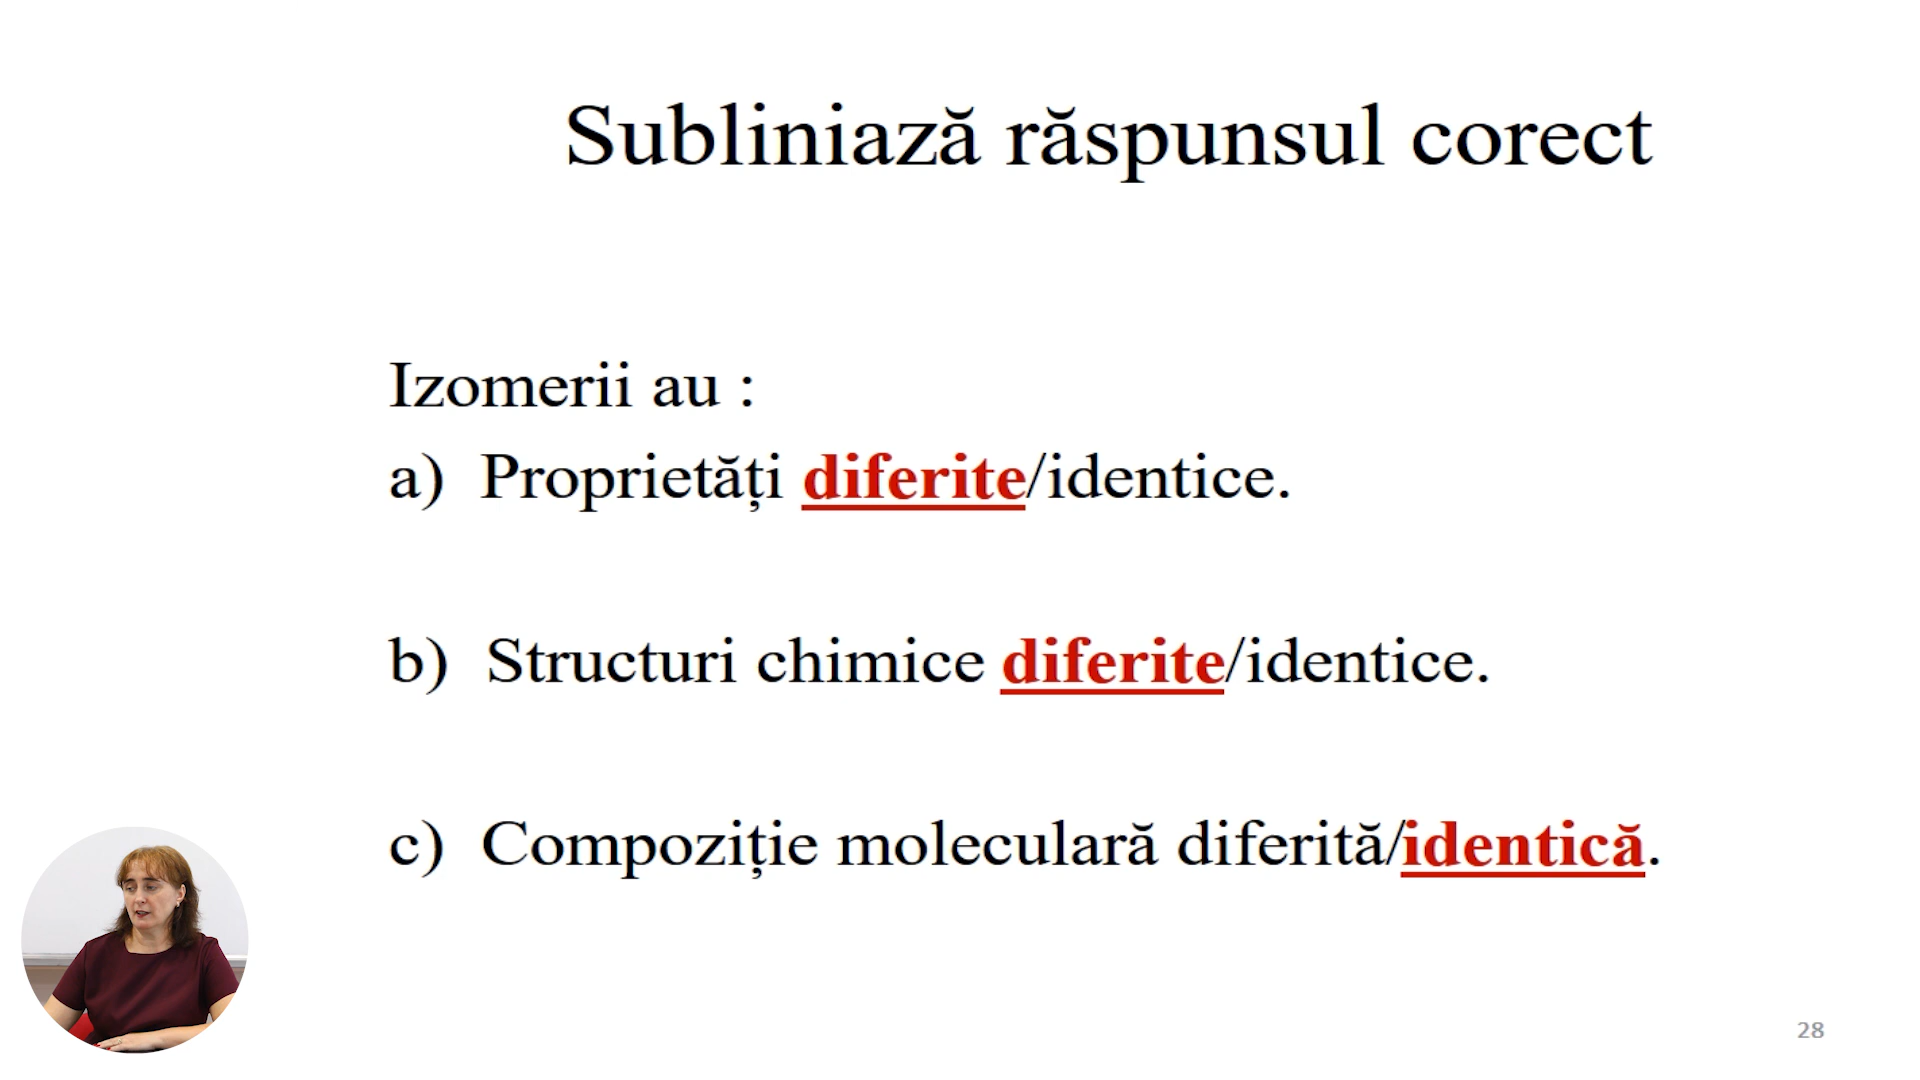 Subliniază răspunsul corect
Izomerii au :
a) Proprietăți diferite/identice.
b) Structuri chimice diferite/identice.
c) Compoziție moleculară diferită/identică.
28